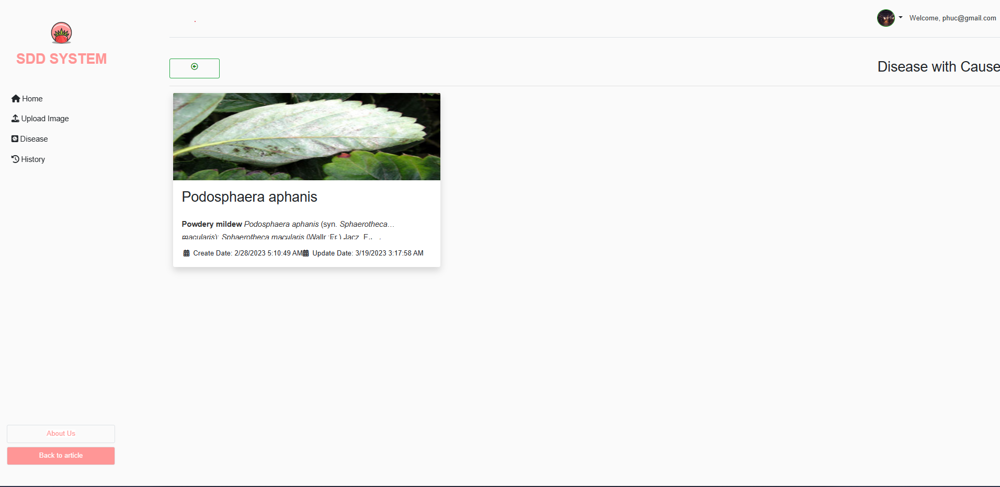 Welcome, phuc@gmail.com
SDD SYSTEM
Disease with Cause
Home
Upload Image
Disease
History
Podosphaera aphanis
Powdery mildew Podosphaera aphanis (syn. Sphaerotheca…
macularis): Sphaerotheca macularis (Wallr.:Fr.) Jacz.
Create Date: 2/28/2023 5:10:49 AM Update Date: 3/19/2023 3:17:58 AM
About Us
Back to article